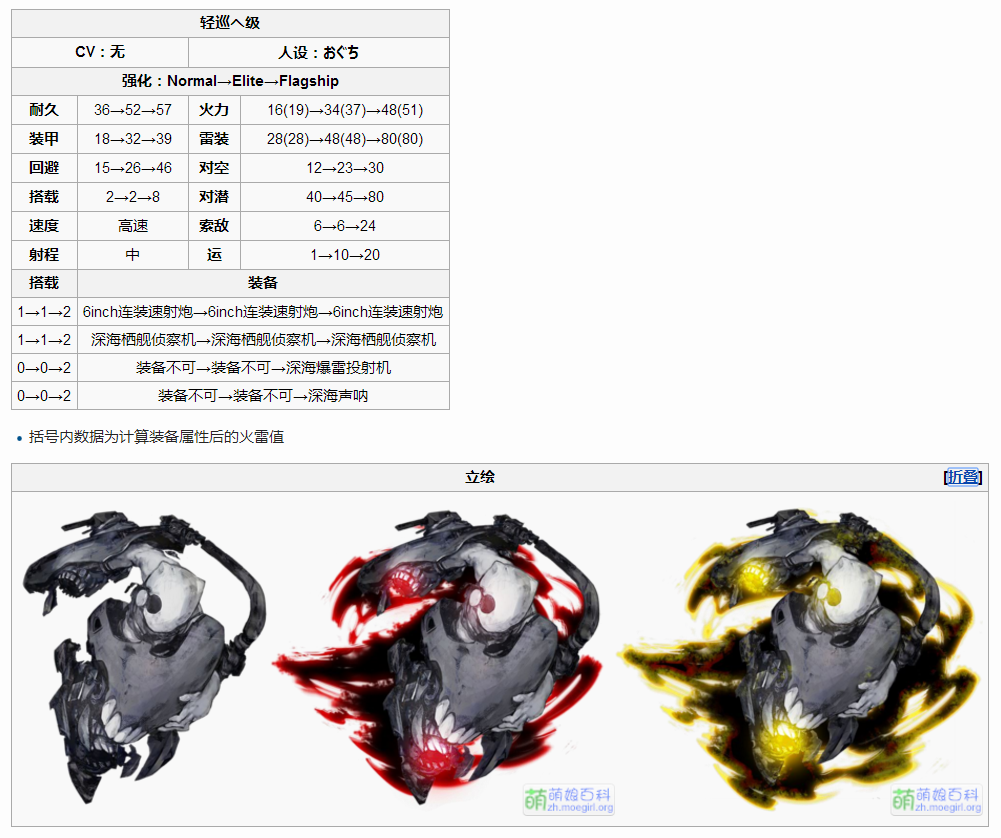 轻巡へ级
CV：无 人设：おぐち
强化：Normal→Elite→Flagship
耐久 36→52→57 火力 16(19)→34(37)→48(51)
装甲 18→32→39 雷装 28(28)→48(48)→80(80)
回避 15→26→46 对空 12→23→30
搭载 2→2→8 对潜 40→45→80
速度 高速 索敌 6→6→24
射程 中 运 1→10→20
搭载 装备
1→1→2 6inch连装速射炮→6inch连装速射炮→6inch连装速射炮
1→1→2 深海栖舰侦察机→深海栖舰侦察机→深海栖舰侦察机
0→0→2 装备不可→装备不可→深海爆雷投射机
0→0→2 装备不可→装备不可→深海声呐
• 括号内数据为计算装备属性后的火雷值
立绘 [折叠]
萌娘百科
zh.moegirl.org
萌娘百科
zh.moegirl.org